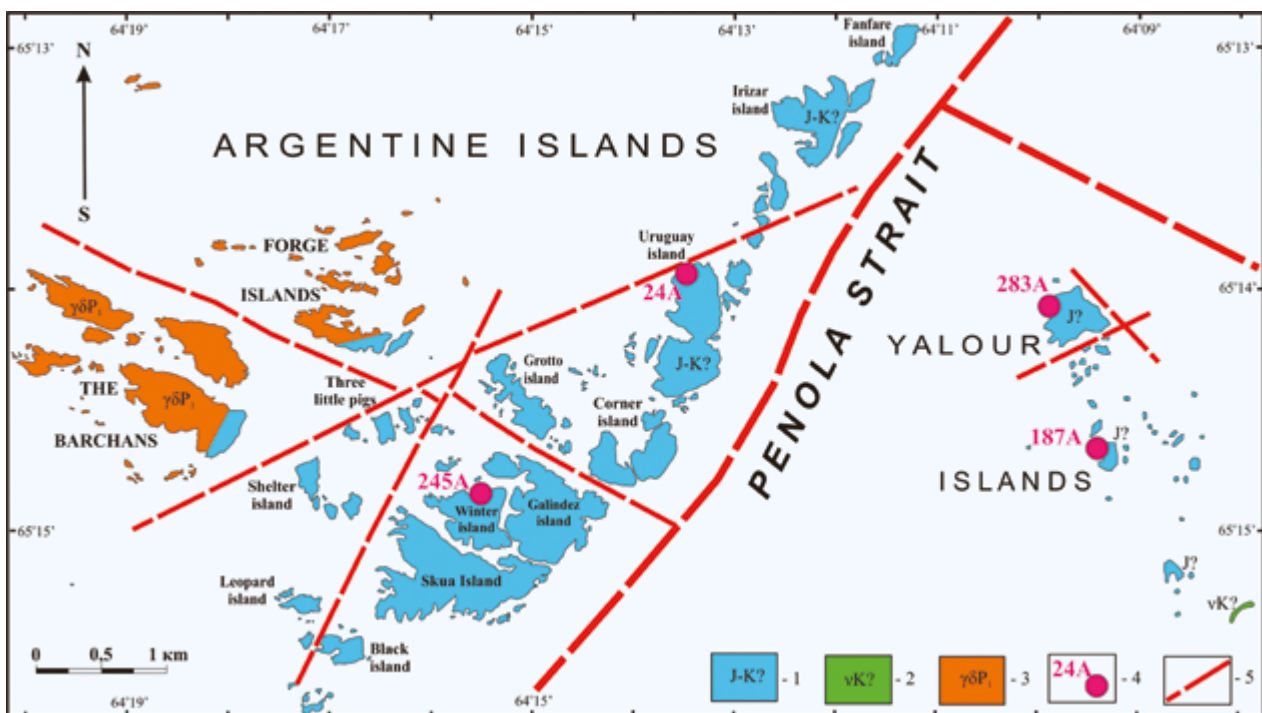 64°19' 64°17' 64°15' 64°13' 64°11' 64°09'
65°13' 65°13'
N
S
Fanfare
island
Irizar
island
J-K?
ARGENTINE ISLANDS
PENOLA STRAIT
FORGE
ISLANDS
Uruguay
island
24A
J-K?
65°14'
283A
J?
YALOUR
ISLANDS
187A
J?
γδP₁
THE
BARCHANS
γδP₁
Three
little pigs
Grotto
island
Corner
island
Shelter
island
245A
Winter
island
Galindez
island
Skua Island
65°15' 65°15'
Leopard
island
Black
island
J?
νK?
0 0,5 1 км
J-K? - 1 νK? - 2 γδP₁ - 3 24A - 4 - 5
64°19' 64°15'